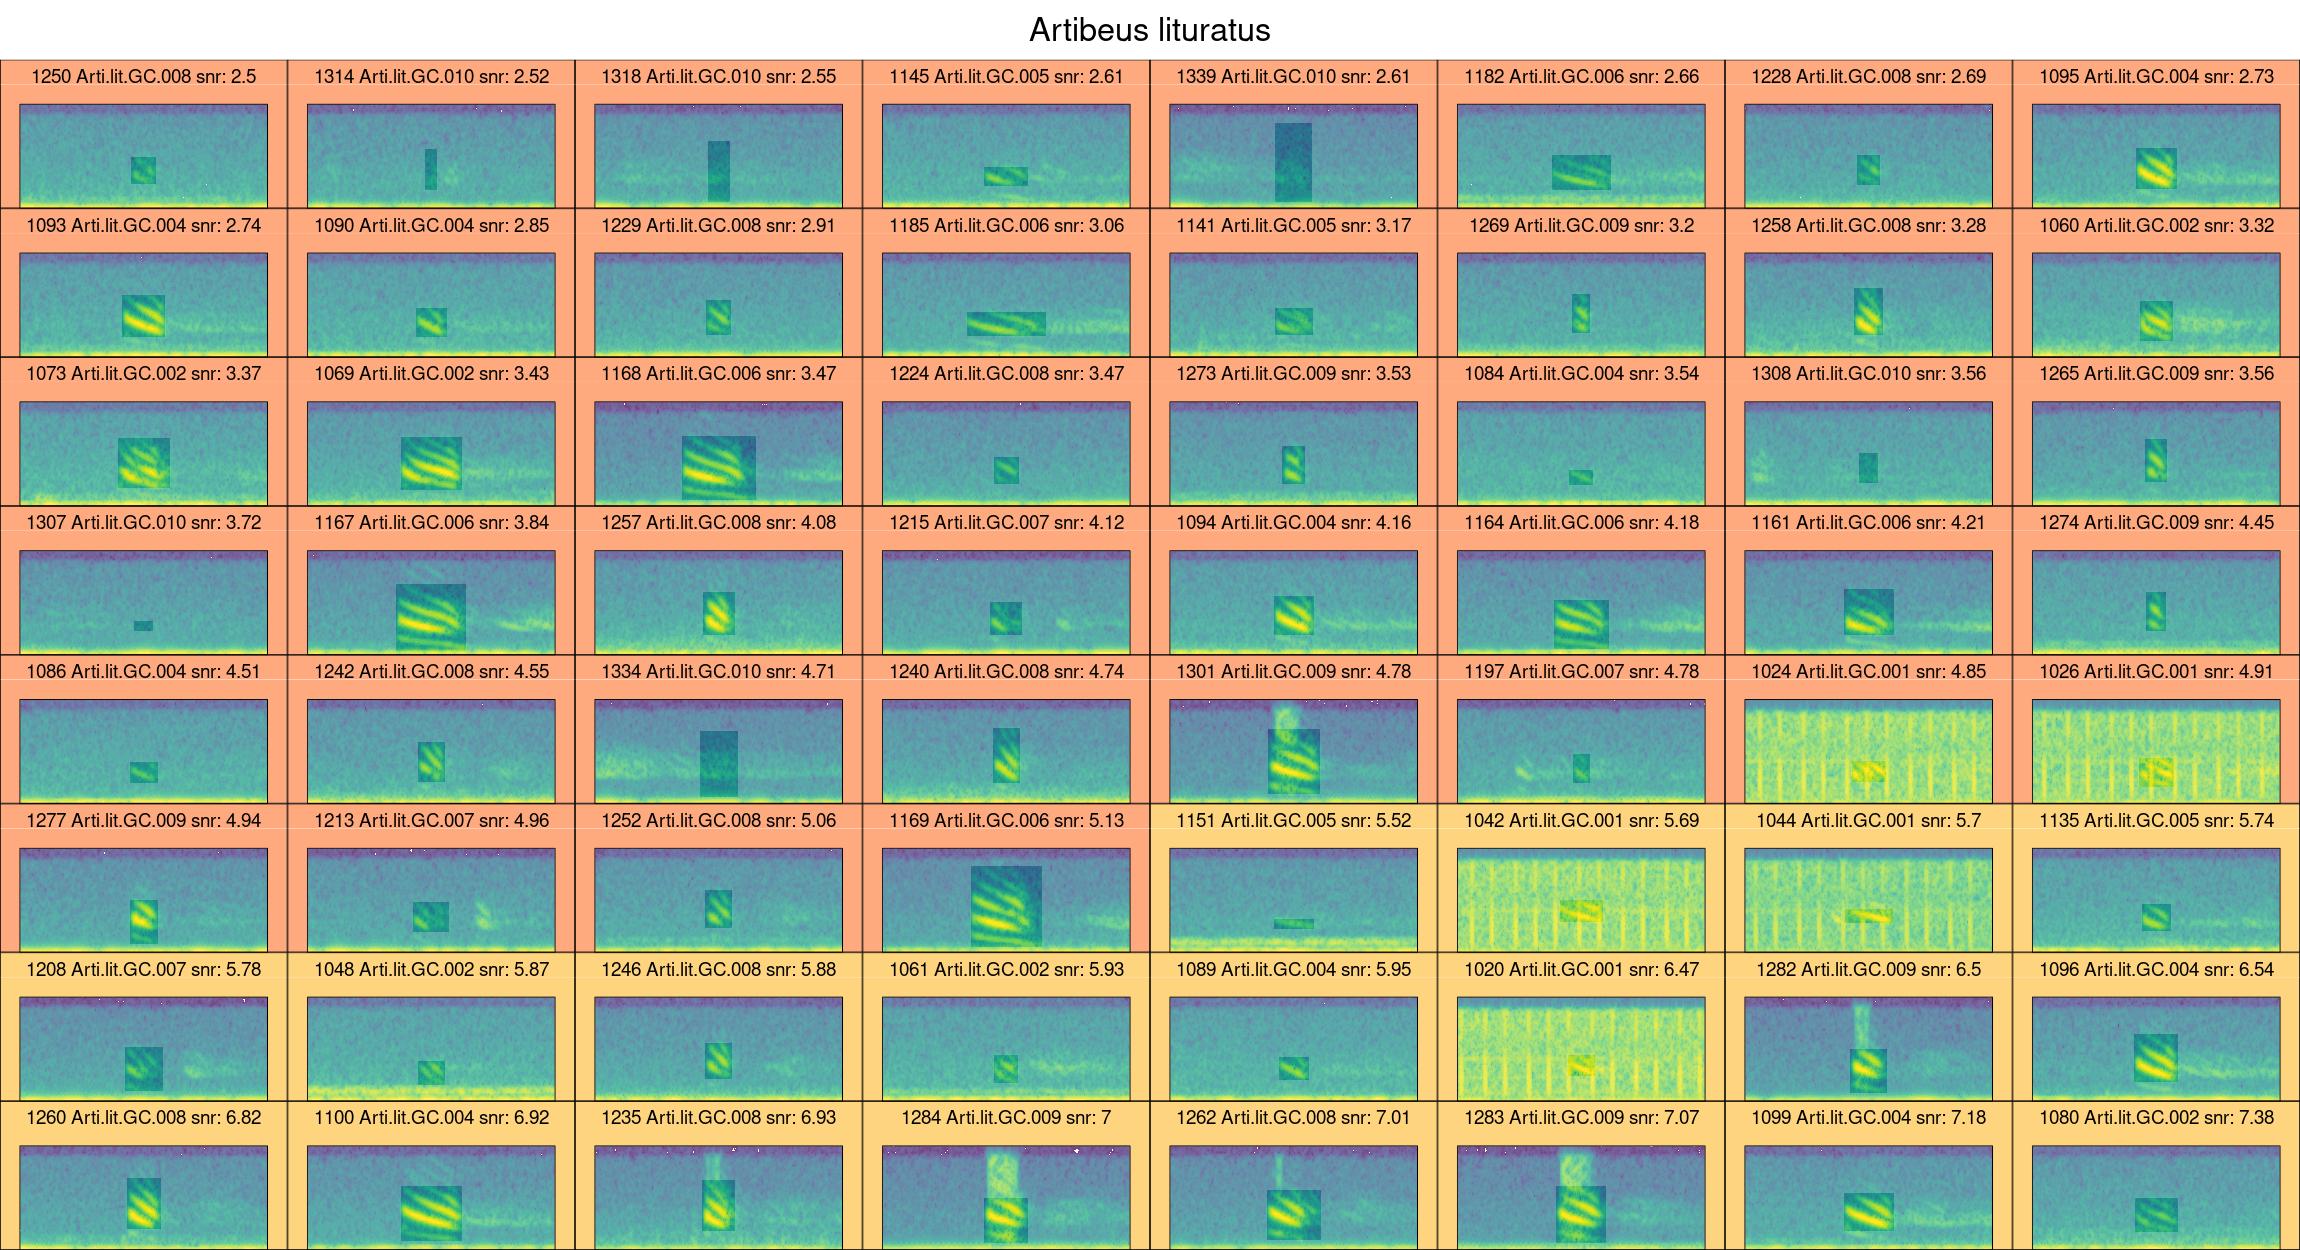 Artibeus lituratus
1250 Arti.lit.GC.008 snr: 2.5
1314 Arti.lit.GC.010 snr: 2.52
1318 Arti.lit.GC.010 snr: 2.55
1145 Arti.lit.GC.005 snr: 2.61
1339 Arti.lit.GC.010 snr: 2.61
1182 Arti.lit.GC.006 snr: 2.66
1228 Arti.lit.GC.008 snr: 2.69
1095 Arti.lit.GC.004 snr: 2.73
1093 Arti.lit.GC.004 snr: 2.74
1090 Arti.lit.GC.004 snr: 2.85
1229 Arti.lit.GC.008 snr: 2.91
1185 Arti.lit.GC.006 snr: 3.06
1141 Arti.lit.GC.005 snr: 3.17
1269 Arti.lit.GC.009 snr: 3.2
1258 Arti.lit.GC.008 snr: 3.28
1060 Arti.lit.GC.002 snr: 3.32
1073 Arti.lit.GC.002 snr: 3.37
1069 Arti.lit.GC.002 snr: 3.43
1168 Arti.lit.GC.006 snr: 3.47
1224 Arti.lit.GC.008 snr: 3.47
1273 Arti.lit.GC.009 snr: 3.53
1084 Arti.lit.GC.004 snr: 3.54
1308 Arti.lit.GC.010 snr: 3.56
1265 Arti.lit.GC.009 snr: 3.56
1307 Arti.lit.GC.010 snr: 3.72
1167 Arti.lit.GC.006 snr: 3.84
1257 Arti.lit.GC.008 snr: 4.08
1215 Arti.lit.GC.007 snr: 4.12
1094 Arti.lit.GC.004 snr: 4.16
1164 Arti.lit.GC.006 snr: 4.18
1161 Arti.lit.GC.006 snr: 4.21
1274 Arti.lit.GC.009 snr: 4.45
1086 Arti.lit.GC.004 snr: 4.51
1242 Arti.lit.GC.008 snr: 4.55
1334 Arti.lit.GC.010 snr: 4.71
1240 Arti.lit.GC.008 snr: 4.74
1301 Arti.lit.GC.009 snr: 4.78
1197 Arti.lit.GC.007 snr: 4.78
1024 Arti.lit.GC.001 snr: 4.85
1026 Arti.lit.GC.001 snr: 4.91
1277 Arti.lit.GC.009 snr: 4.94
1213 Arti.lit.GC.007 snr: 4.96
1252 Arti.lit.GC.008 snr: 5.06
1169 Arti.lit.GC.006 snr: 5.13
1151 Arti.lit.GC.005 snr: 5.52
1042 Arti.lit.GC.001 snr: 5.69
1044 Arti.lit.GC.001 snr: 5.7
1135 Arti.lit.GC.005 snr: 5.74
1208 Arti.lit.GC.007 snr: 5.78
1048 Arti.lit.GC.002 snr: 5.87
1246 Arti.lit.GC.008 snr: 5.88
1061 Arti.lit.GC.002 snr: 5.93
1089 Arti.lit.GC.004 snr: 5.95
1020 Arti.lit.GC.001 snr: 6.47
1282 Arti.lit.GC.009 snr: 6.5
1096 Arti.lit.GC.004 snr: 6.54
1260 Arti.lit.GC.008 snr: 6.82
1100 Arti.lit.GC.004 snr: 6.92
1235 Arti.lit.GC.008 snr: 6.93
1284 Arti.lit.GC.009 snr: 7
1262 Arti.lit.GC.008 snr: 7.01
1283 Arti.lit.GC.009 snr: 7.07
1099 Arti.lit.GC.004 snr: 7.18
1080 Arti.lit.GC.002 snr: 7.38